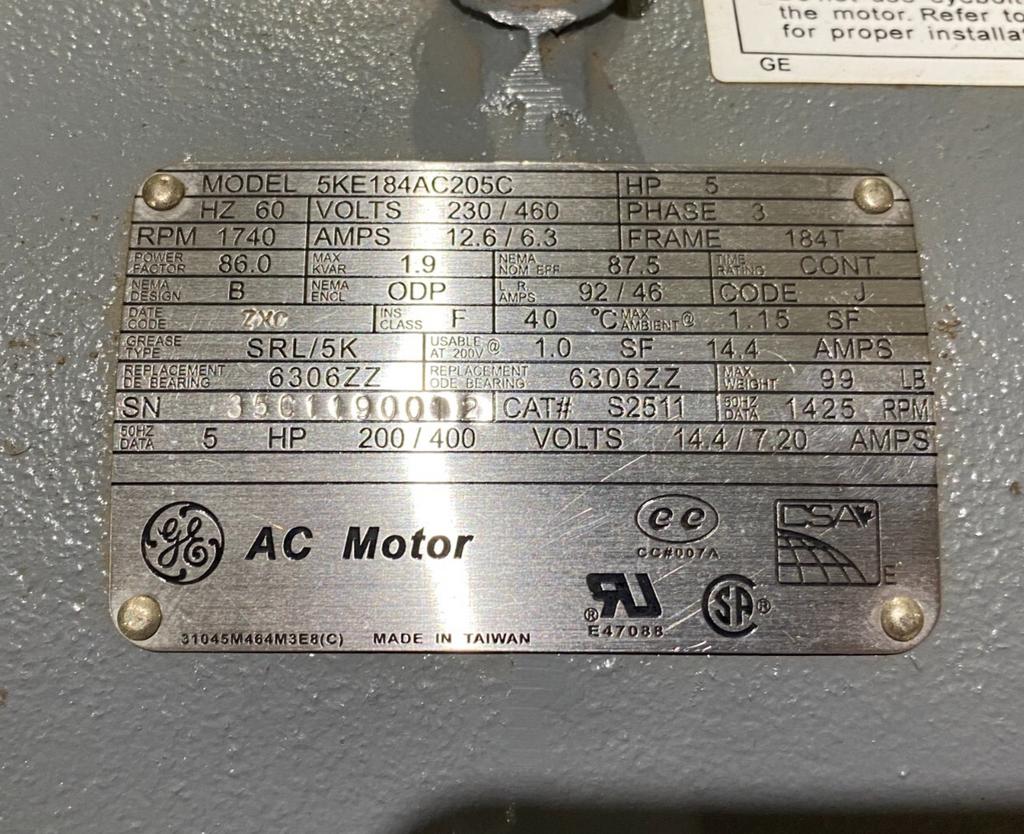 the motor. Refer to
for proper installa
GE
MODEL 5KE184AC205C HP 5
HZ 60 VOLTS 230/460 PHASE 3
RPM 1740 AMPS 12.6/6.3 FRAME 184T
POWER FACTOR 86.0 MAX KVAR 1.9 NEMA NOM EFF 87.5 TIME RATING CONT.
NEMA DESIGN B NEMA ENCL ODP L.R. AMPS 92/46 CODE J
DATE CODE ZXC INS CLASS F 40 °C MAX AMBIENT @ 1.15 SF
GREASE TYPE SRL/5K USABLE @ AT 200V 1.0 SF 14.4 AMPS
REPLACEMENT DE BEARING 6306ZZ REPLACEMENT ODE BEARING 6306ZZ MAX WEIGHT 99 LB
SN CAT# S2511 50HZ DATA 1425 RPM
50HZ DATA 5 HP 200/400 VOLTS 14.4/7.20 AMPS
GE AC Motor
ee
CC#007A
CSA
E
RU
®E47088
SA®
31045M464M3E8(C) MADE IN TAIWAN